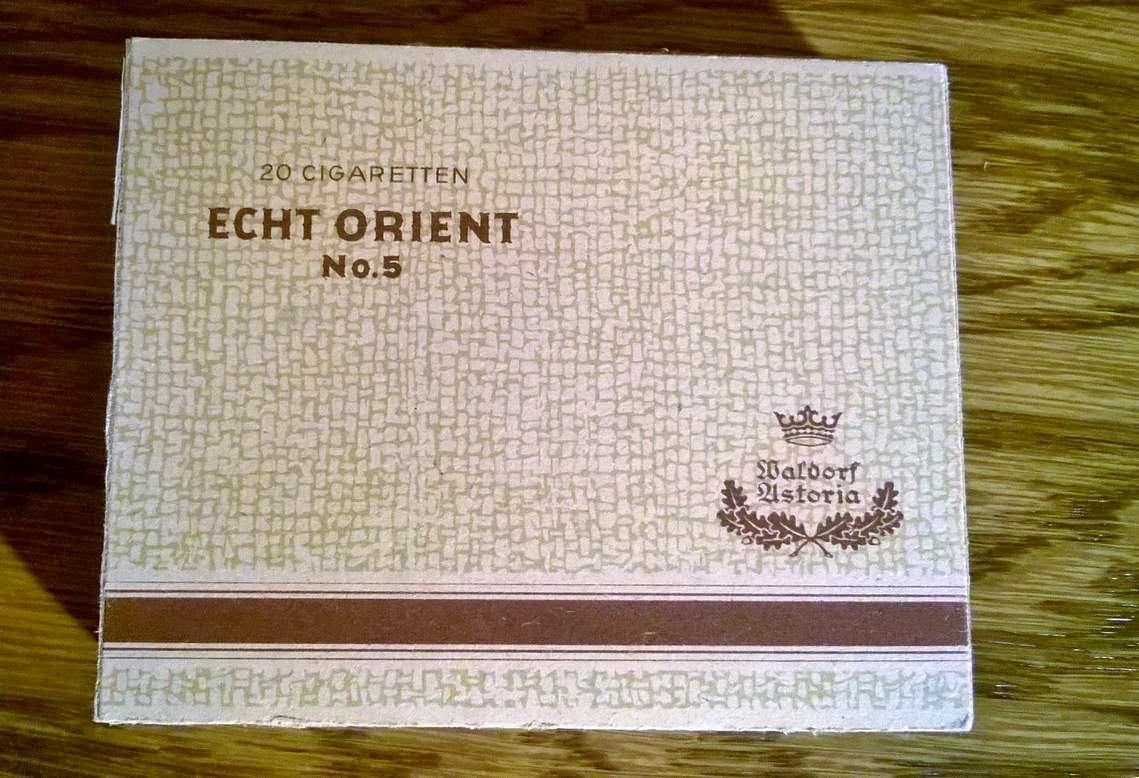 20 CIGARETTEN
ECHT ORIENT
No.5
Waldorf
Astoria